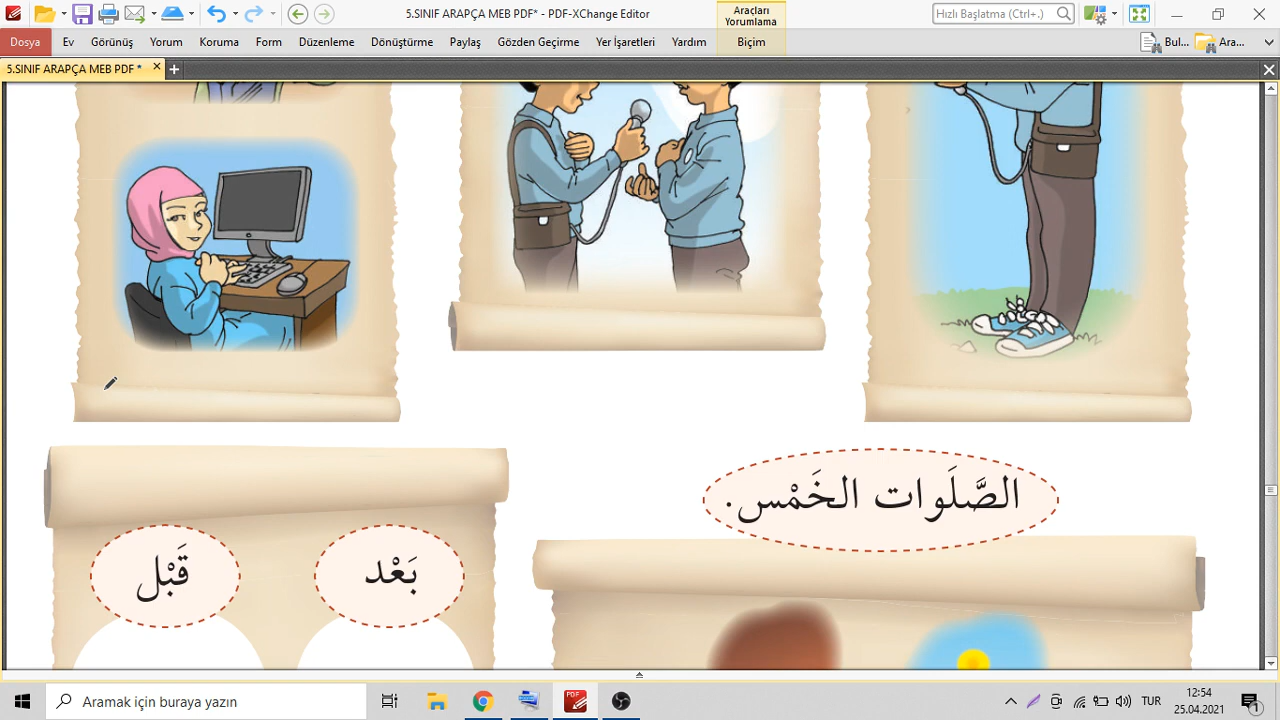 5.SINIF ARAPÇA MEB PDF* - PDF-XChange Editor
Araçları
Yorumlama
Hızlı Başlatma (Ctrl+.)
Dosya Ev Görünüş Yorum Koruma Form Düzenleme Dönüştürme Paylaş Gözden Geçirme Yer İşaretleri Yardım Biçim Bul... Ara...
5.SINIF ARAPÇA MEB PDF *
الصَّلَوات الخَمْس.
بَعْد
قَبْل
Aramak için buraya yazın
PDF
TUR
12:54
25.04.2021
1